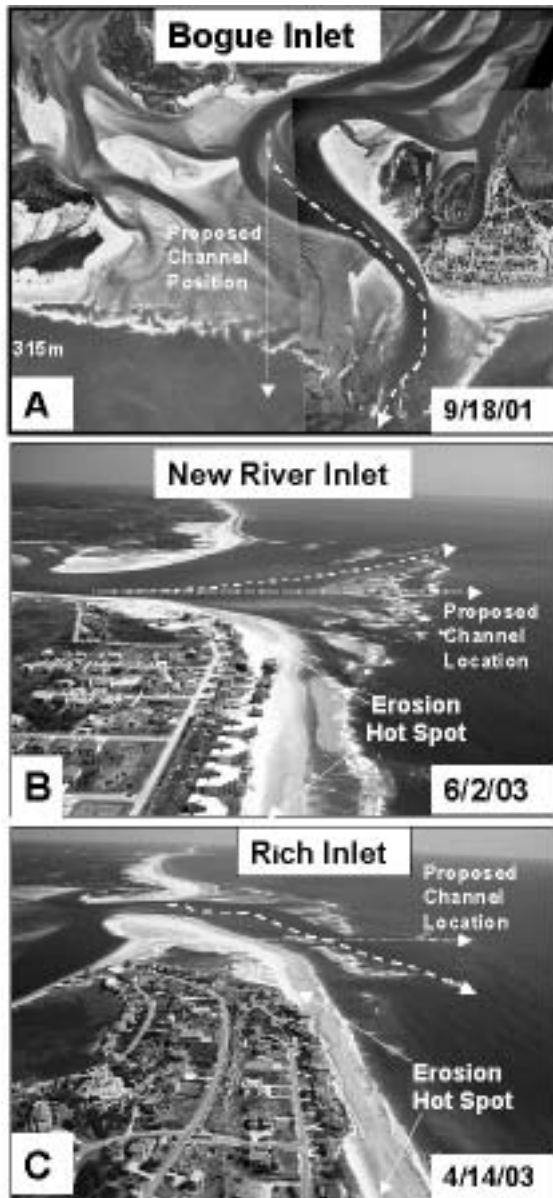 Bogue Inlet
Proposed
Channel
Position
315m
A
9/18/01
New River Inlet
Proposed
Channel
Location
Erosion
Hot Spot
B
6/2/03
Rich Inlet
Proposed
Channel
Location
Erosion
Hot Spot
C
4/14/03